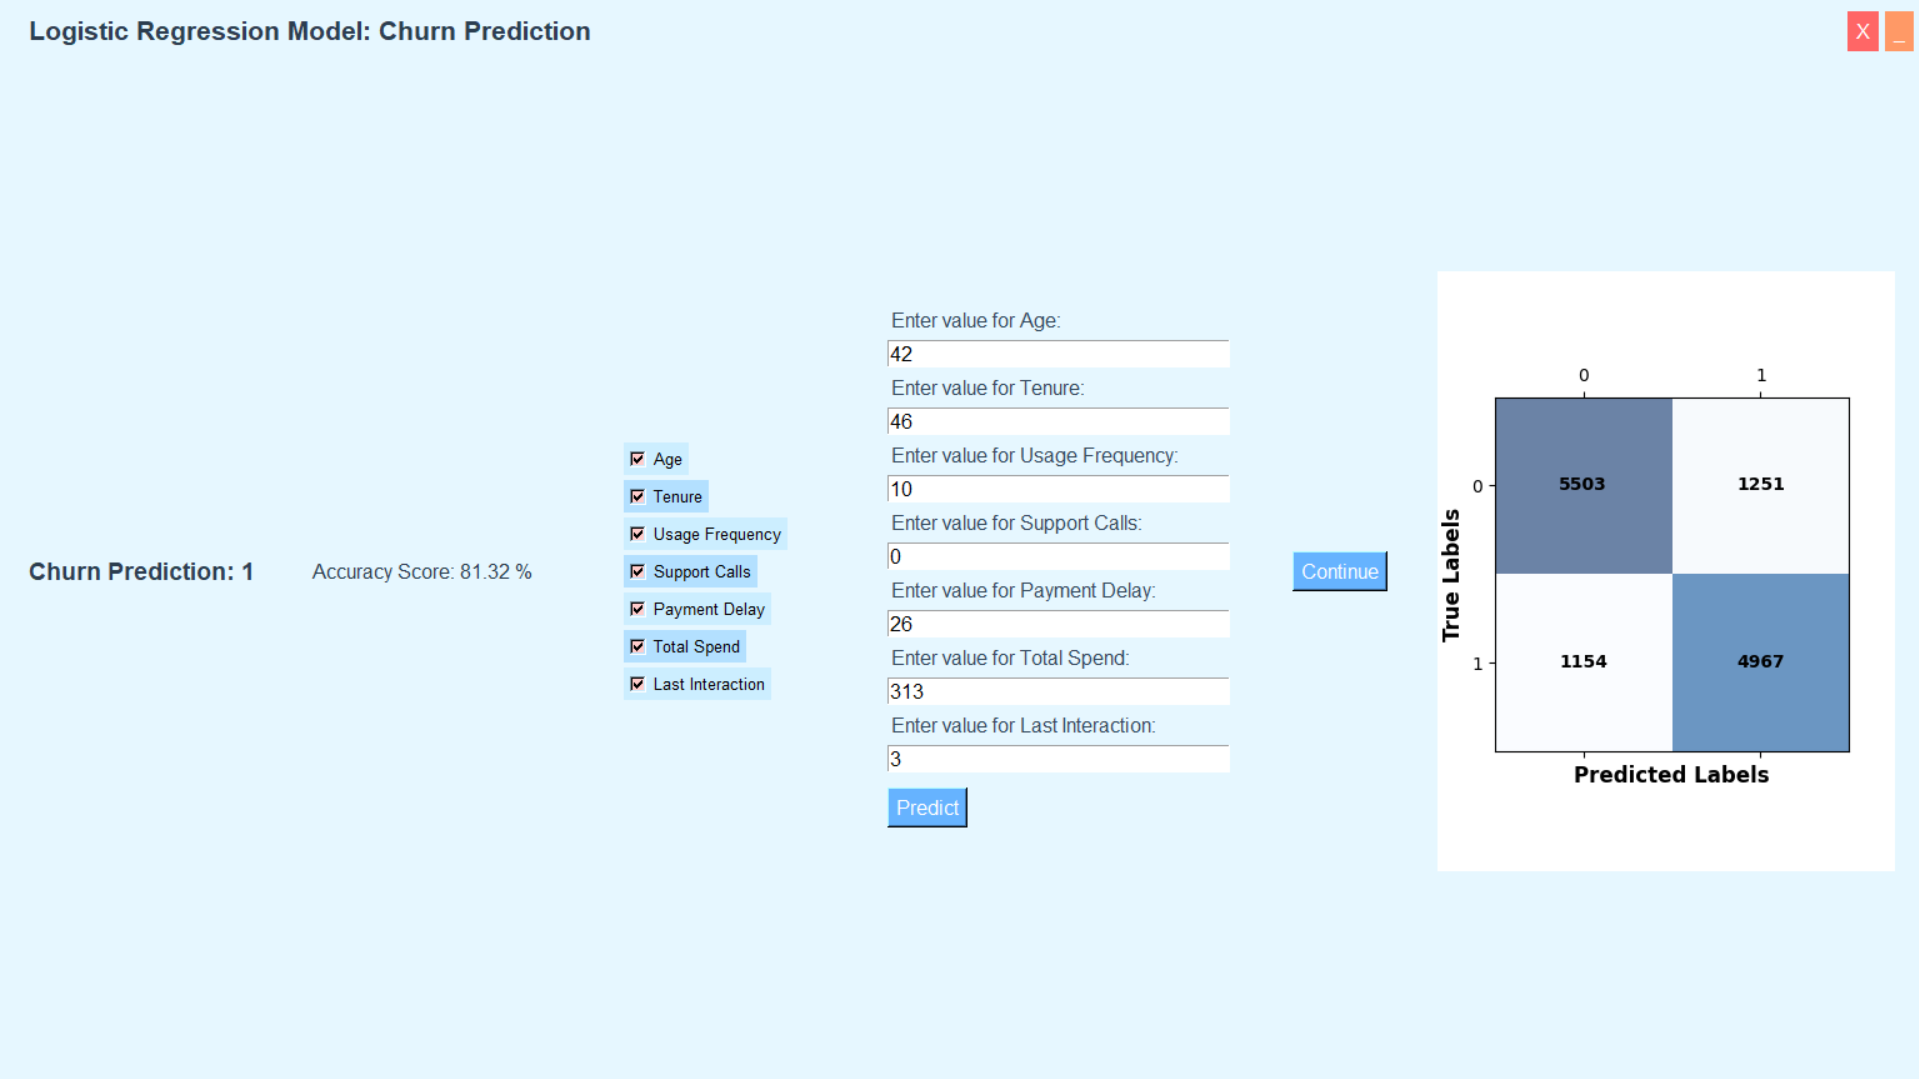 Logistic Regression Model: Churn Prediction
X
_
Churn Prediction: 1
Accuracy Score: 81.32 %
Age
Tenure
Usage Frequency
Support Calls
Payment Delay
Total Spend
Last Interaction
Enter value for Age:
42
Enter value for Tenure:
46
Enter value for Usage Frequency:
10
Enter value for Support Calls:
0
Enter value for Payment Delay:
26
Enter value for Total Spend:
313
Enter value for Last Interaction:
3
Predict
Continue
0 1
True Labels
0 5503 1251
1 1154 4967
Predicted Labels